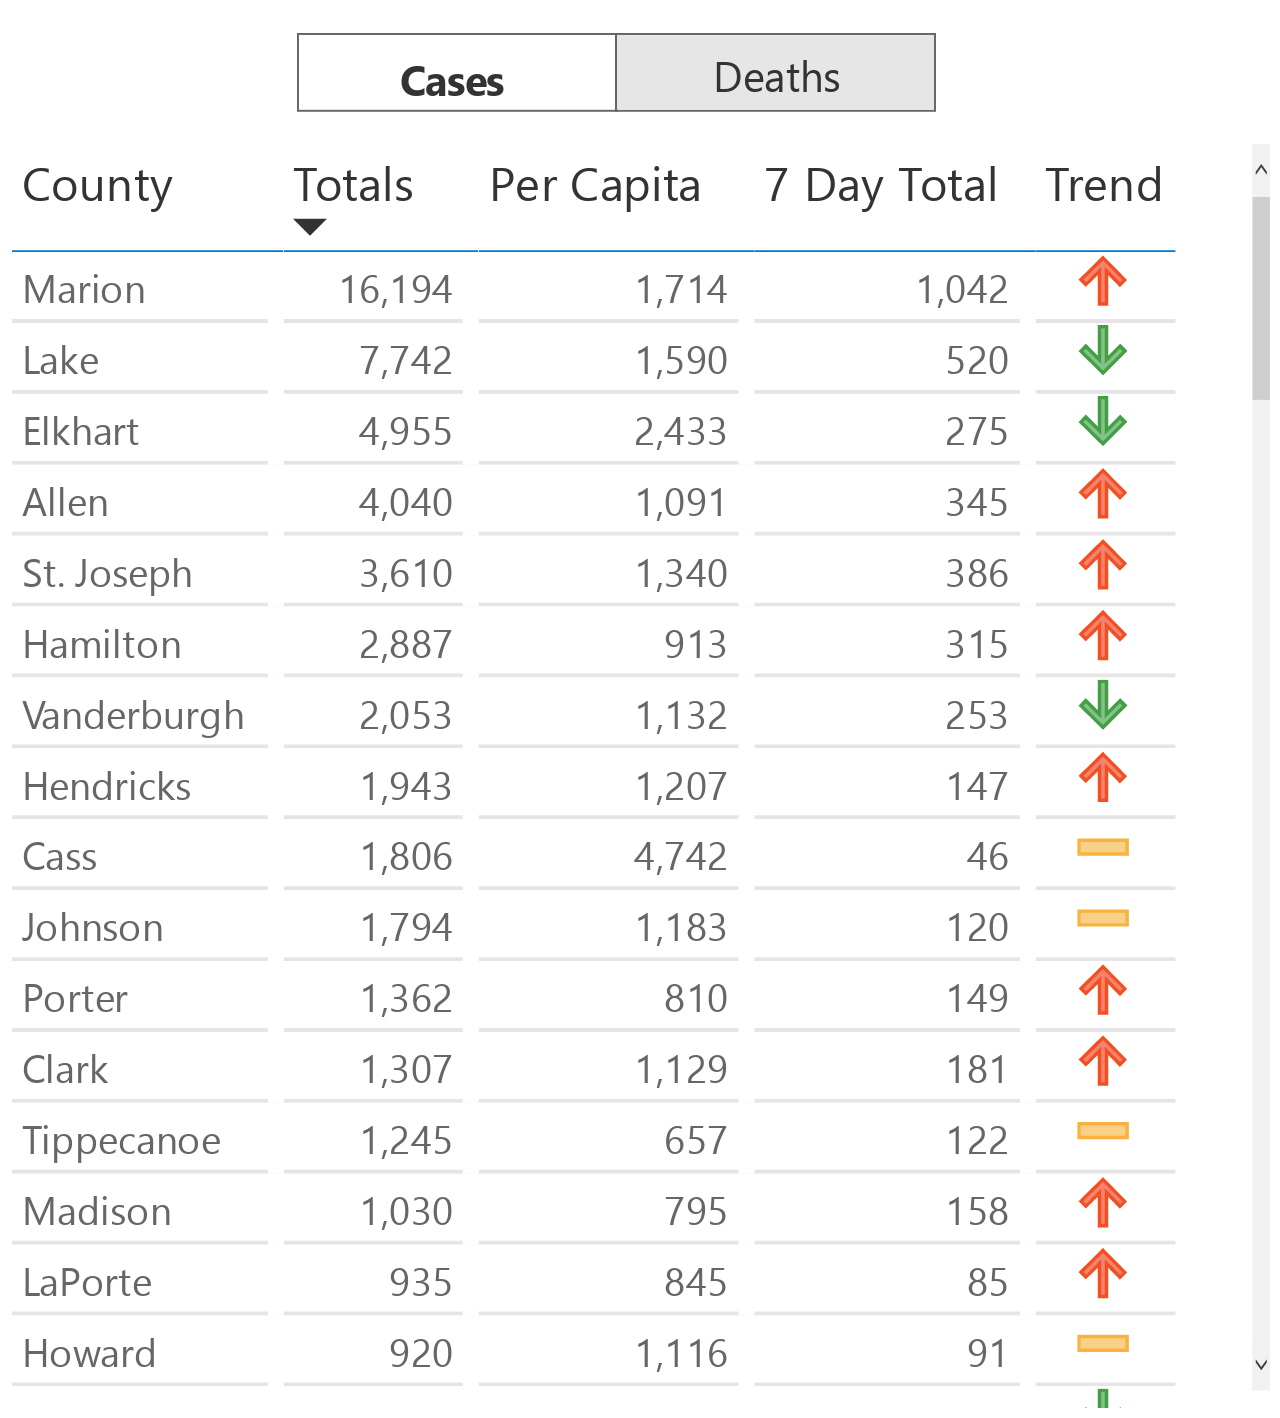 Cases Deaths
County Totals Per Capita 7 Day Total Trend
Marion 16,194 1,714 1,042
Lake 7,742 1,590 520
Elkhart 4,955 2,433 275
Allen 4,040 1,091 345
St. Joseph 3,610 1,340 386
Hamilton 2,887 913 315
Vanderburgh 2,053 1,132 253
Hendricks 1,943 1,207 147
Cass 1,806 4,742 46
Johnson 1,794 1,183 120
Porter 1,362 810 149
Clark 1,307 1,129 181
Tippecanoe 1,245 657 122
Madison 1,030 795 158
LaPorte 935 845 85
Howard 920 1,116 91